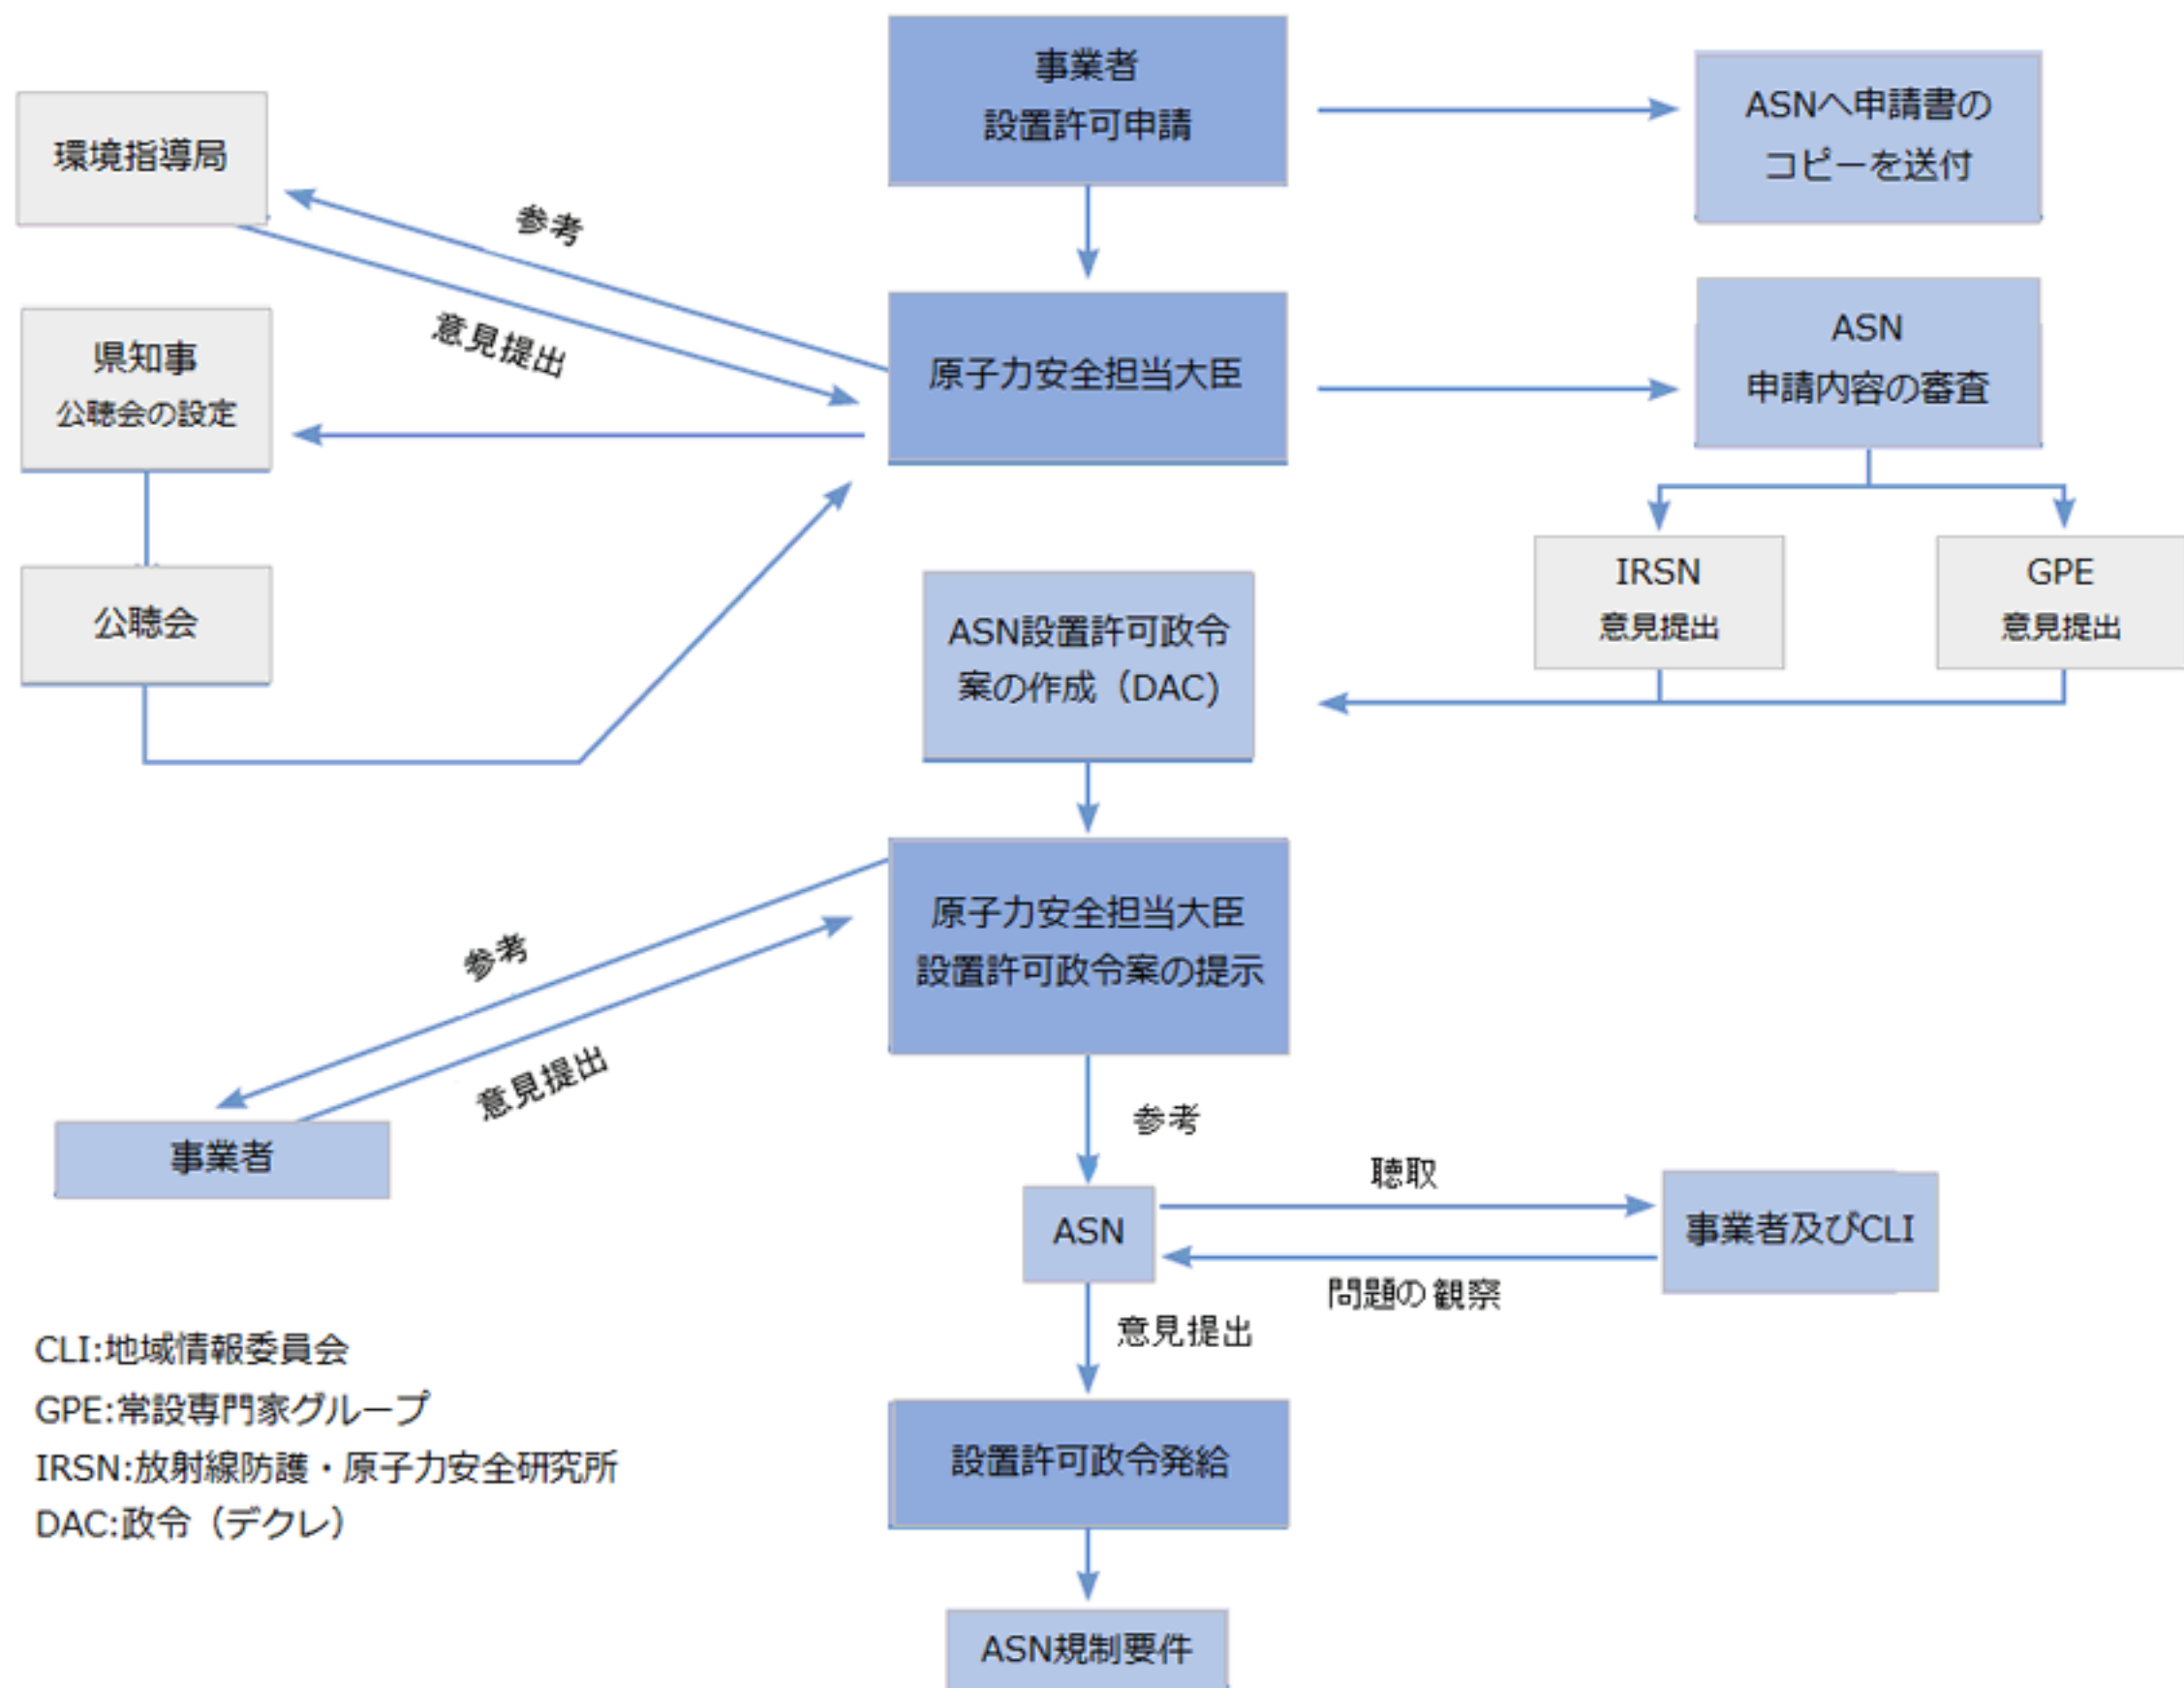 事業者
設置許可申請
ASNへ申請書の
コピーを送付
環境指導局
参考
意見提出
県知事
公聴会の設定
原子力安全担当大臣
ASN
申請内容の審査
公聴会
ASN設置許可政令
案の作成（DAC)
IRSN
意見提出
GPE
意見提出
原子力安全担当大臣
設置許可政令案の提示
参考
意見提出
事業者
参考
ASN
聴取
問題の観察
事業者及びCLI
意見提出
設置許可政令発給
ASN規制要件
CLI:地域情報委員会
GPE:常設専門家グループ
IRSN:放射線防護・原子力安全研究所
DAC:政令（デクレ）